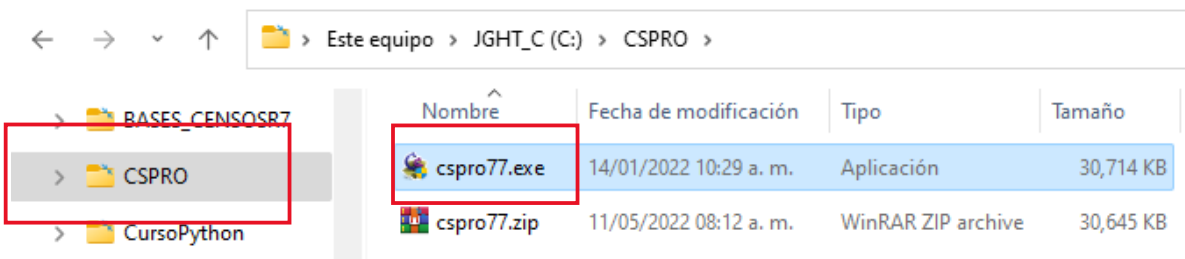 Este equipo > JGHT_C (C:) > CSPRO >
BASES_CENSOSR7
CSPRO
CursoPython
Nombre Fecha de modificación Tipo Tamaño
cspro77.exe 14/01/2022 10:29 a. m. Aplicación 30,714 KB
cspro77.zip 11/05/2022 08:12 a. m. WinRAR ZIP archive 30,645 KB